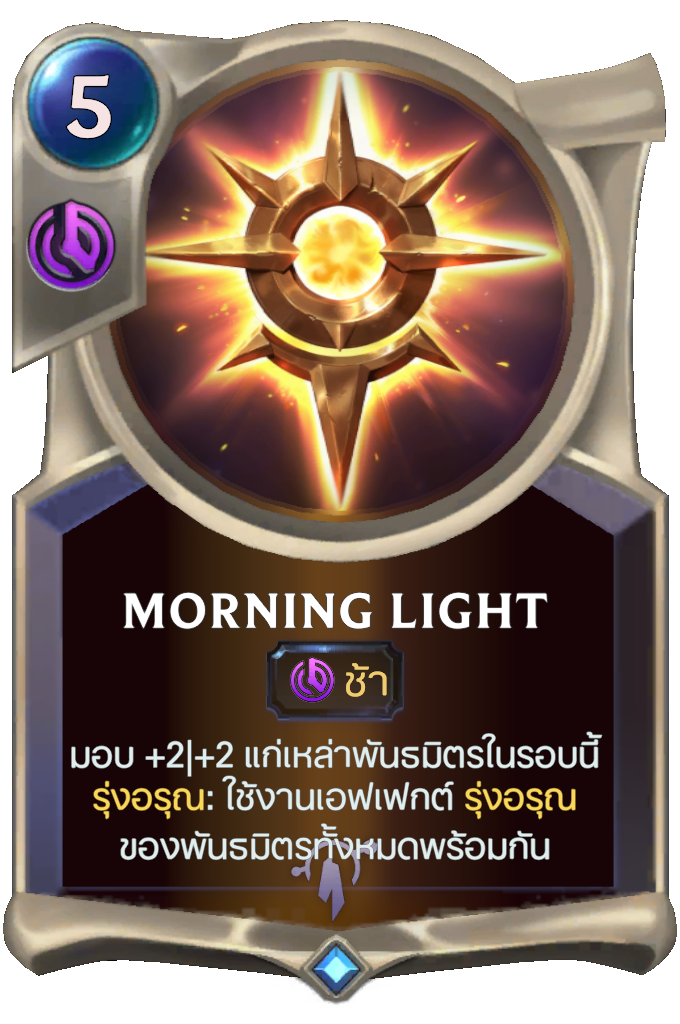 5
MORNING LIGHT
ช้า
มอบ +2|+2 แก่เหล่าพันธมิตรในรอบนี้
รุ่งอรุณ: ใช้งานเอฟเฟกต์ รุ่งอรุณ
ของพันธมิตรทั้งหมดพร้อมกัน